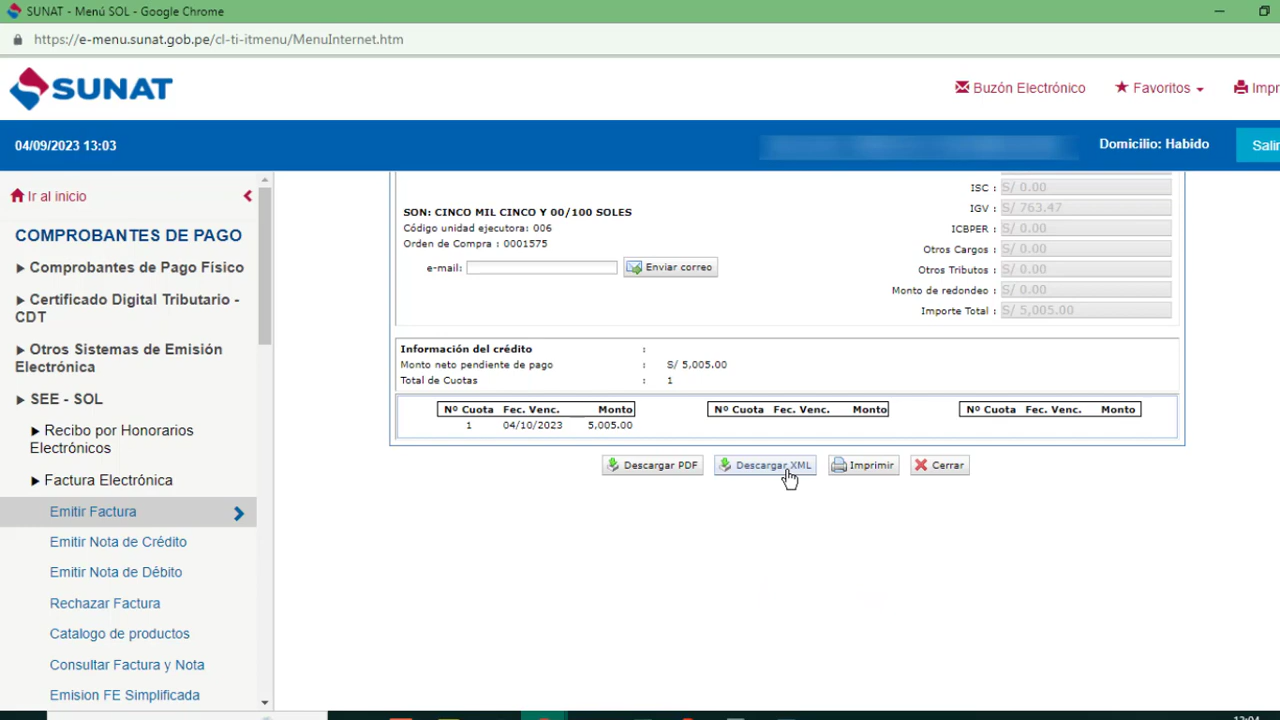 SUNAT - Menú SOL - Google Chrome
https://e-menu.sunat.gob.pe/cl-ti-itmenu/MenuInternet.htm
SUNAT
Buzón Electrónico
Favoritos
Impr
04/09/2023 13:03
Domicilio: Habido
Salir
Ir al inicio
COMPROBANTES DE PAGO
Comprobantes de Pago Físico
Certificado Digital Tributario -
CDT
Otros Sistemas de Emisión
Electrónica
SEE - SOL
Recibo por Honorarios
Electrónicos
Factura Electrónica
Emitir Factura
Emitir Nota de Crédito
Emitir Nota de Débito
Rechazar Factura
Catalogo de productos
Consultar Factura y Nota
Emision FE Simplificada
ISC : S/ 0.00
IGV : S/ 763.47
ICBPER : S/ 0.00
Otros Cargos : S/ 0.00
Otros Tributos : S/ 0.00
Monto de redondeo : S/ 0.00
Importe Total : S/ 5,005.00
SON: CINCO MIL CINCO Y 00/100 SOLES
Código unidad ejecutora: 006
Orden de Compra : 0001575
e-mail: Enviar correo
Información del crédito :
Monto neto pendiente de pago : S/ 5,005.00
Total de Cuotas : 1
Nº Cuota Fec. Venc. Monto Nº Cuota Fec. Venc. Monto Nº Cuota Fec. Venc. Monto
1 04/10/2023 5,005.00
Descargar PDF Descargar XML Imprimir Cerrar